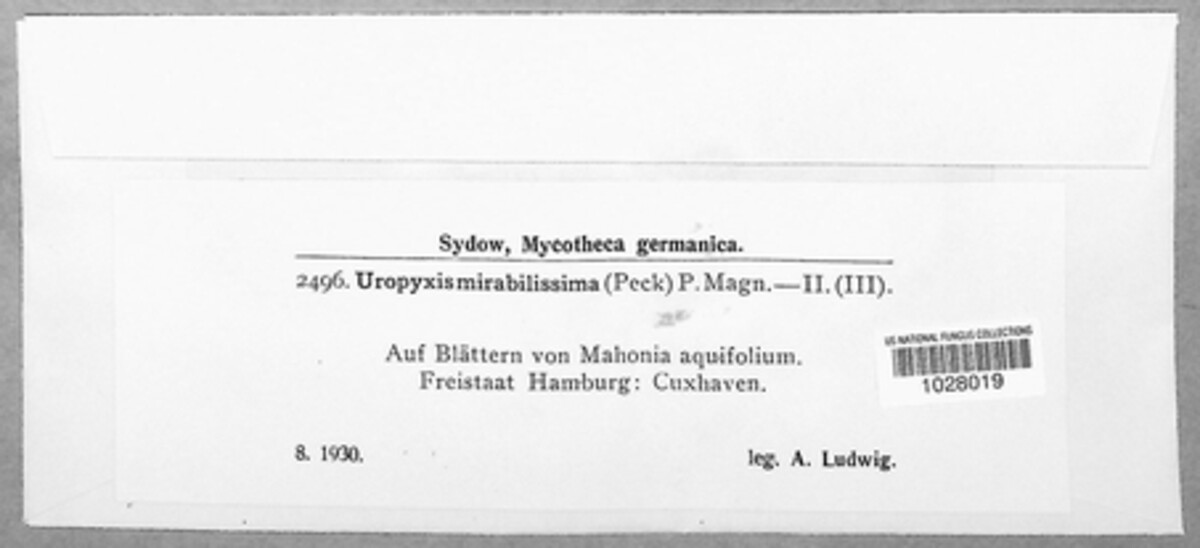 Sydow, Mycotheca germanica.
2496. Uropyxis mirabilissima (Peck) P. Magn.—II. (III).
Auf Blättern von Mahonia aquifolium.
Freistaat Hamburg: Cuxhaven.
US NATIONAL FUNGUS COLLECTIONS
1028019
8. 1930.
leg. A. Ludwig.